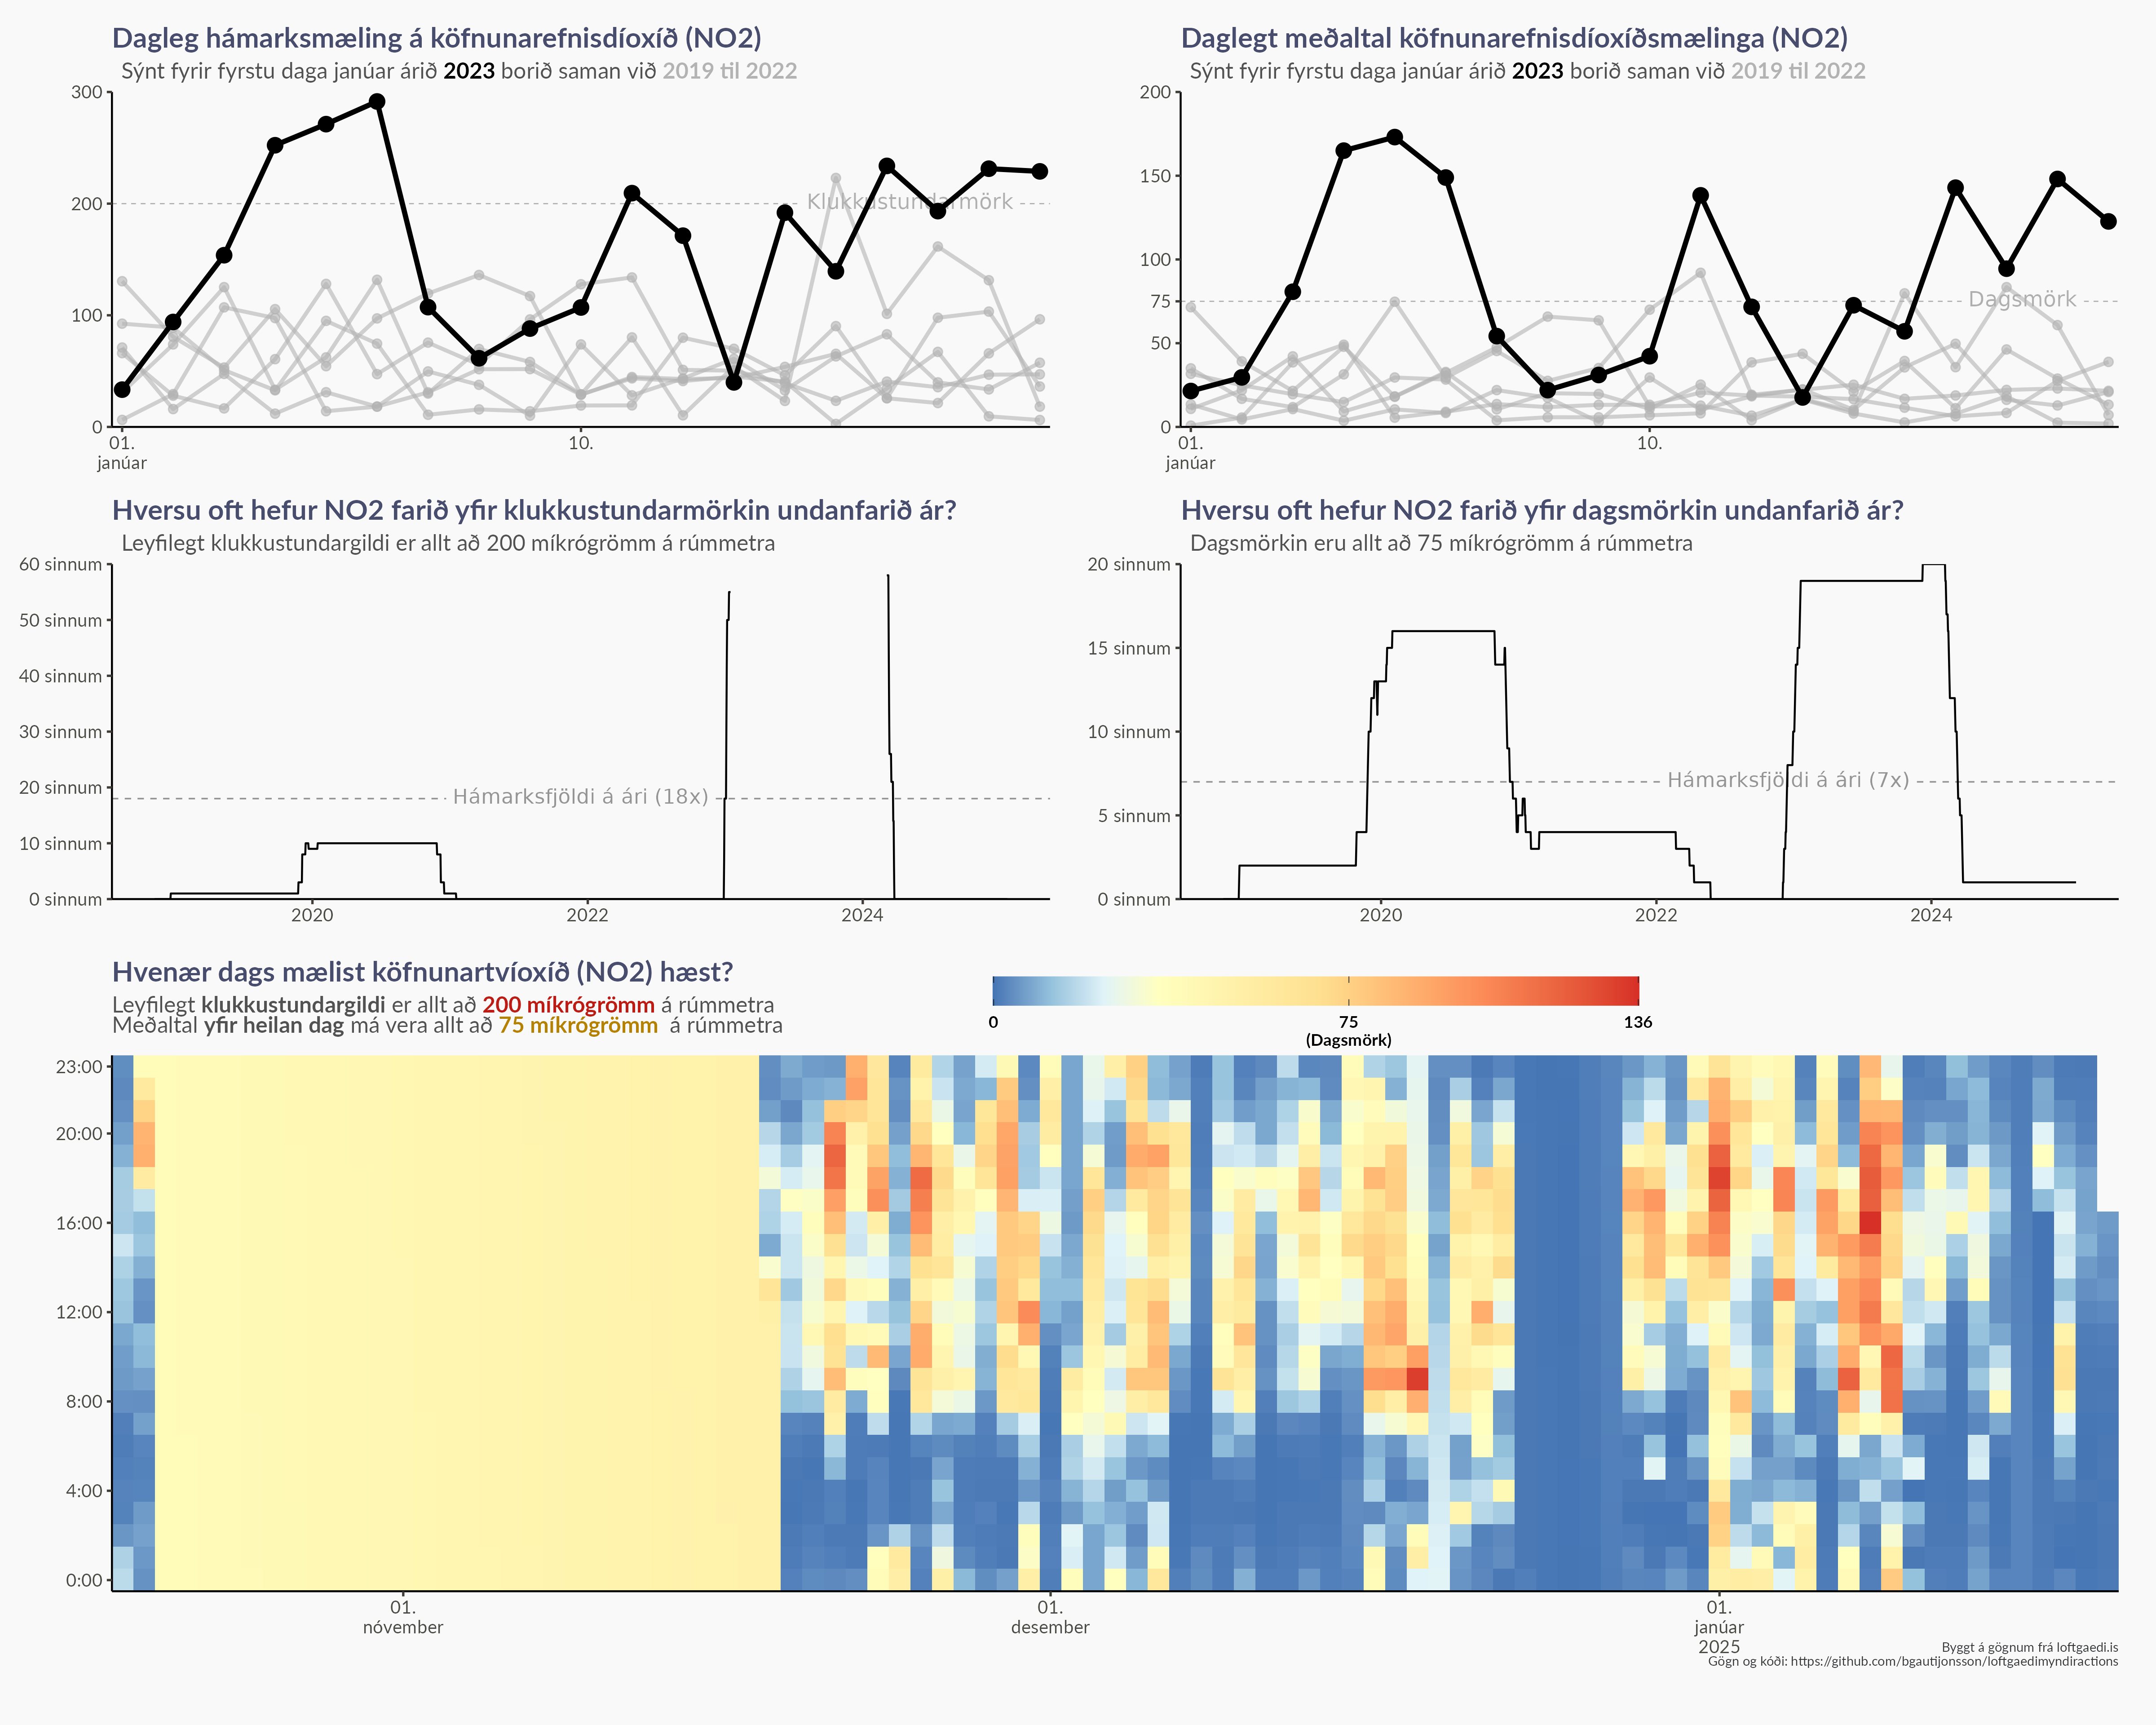 Dagleg hámarksmæling á köfnunarefnisdíoxíð (NO2)
Sýnt fyrir fyrstu daga janúar árið 2023 borið saman við 2019 til 2022
300
200
100
0
Klukkustundarmörk
01.
janúar
10.
Daglegt meðaltal köfnunarefnisdíoxíðsmælinga (NO2)
Sýnt fyrir fyrstu daga janúar árið 2023 borið saman við 2019 til 2022
200
150
100
75
50
0
Dagsmörk
01.
janúar
10.
Hversu oft hefur NO2 farið yfir klukkustundarmörkin undanfarið ár?
Leyfilegt klukkustundargildi er allt að 200 míkrógrömm á rúmmetra
60 sinnum
50 sinnum
40 sinnum
30 sinnum
20 sinnum
10 sinnum
0 sinnum
Hámarksfjöldi á ári (18x)
2020
2022
2024
Hversu oft hefur NO2 farið yfir dagsmörkin undanfarið ár?
Dagsmörkin eru allt að 75 míkrógrömm á rúmmetra
20 sinnum
15 sinnum
10 sinnum
5 sinnum
0 sinnum
Hámarksfjöldi á ári (7x)
2020
2022
2024
Hvenær dags mælist köfnunartvíoxíð (NO2) hæst?
Leyfilegt klukkustundargildi er allt að 200 míkrógrömm á rúmmetra
Meðaltal yfir heilan dag má vera allt að 75 míkrógrömm á rúmmetra
0
75
(Dagsmörk)
136
23:00
20:00
16:00
12:00
8:00
4:00
0:00
01.
nóvember
01.
desember
01.
janúar
2025
Byggt á gögnum frá loftgaedi.is
Gögn og kóði: https://github.com/bgautijonsson/loftgaedimyndiractions